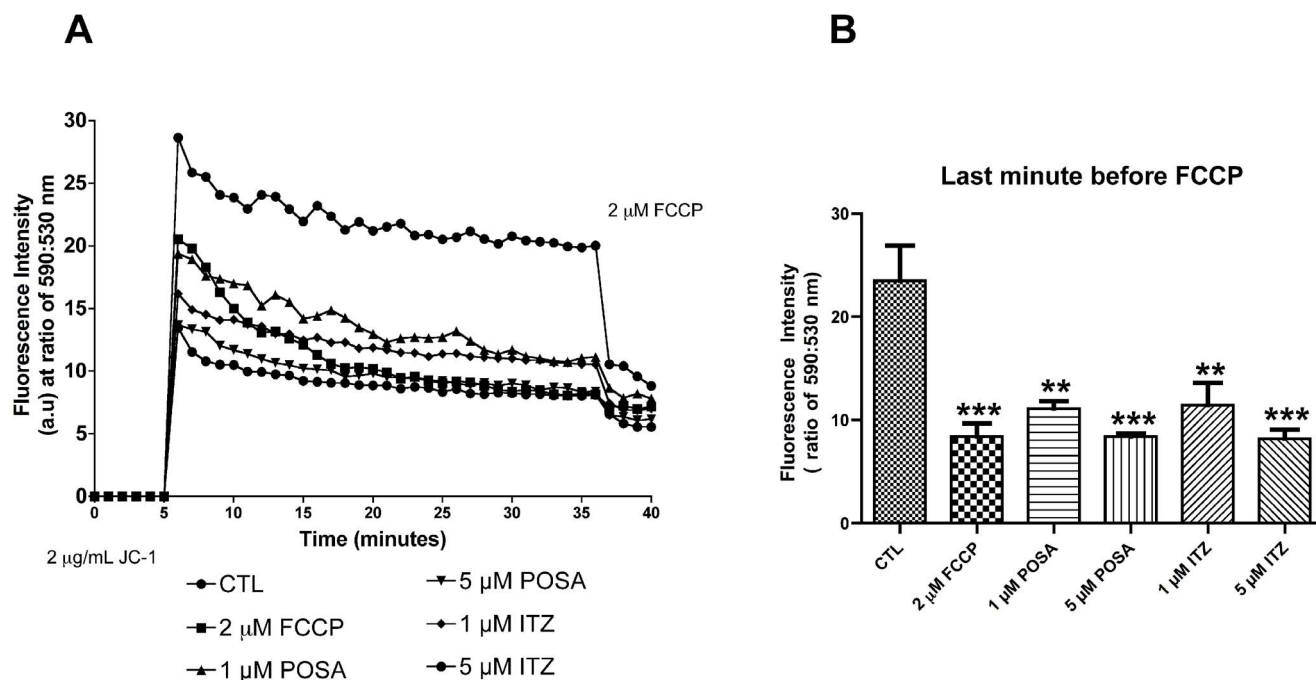 A
Fluorescence Intensity
(a.u) at ratio of 590:530 nm
30
25
20
15
10
5
0
0 5 10 15 20 25 30 35 40
Time (minutes)
2 μM FCCP
2 μg/mL JC-1
CTL
2 μM FCCP
1 μM POSA
5 μM POSA
1 μM ITZ
5 μM ITZ
B
Last minute before FCCP
Fluorescence Intensity
( ratio of 590:530 nm)
30
20
10
0
*** ** *** ** ***
CTL
2 μM FCCP
1 μM POSA
5 μM POSA
1 μM ITZ
5 μM ITZ